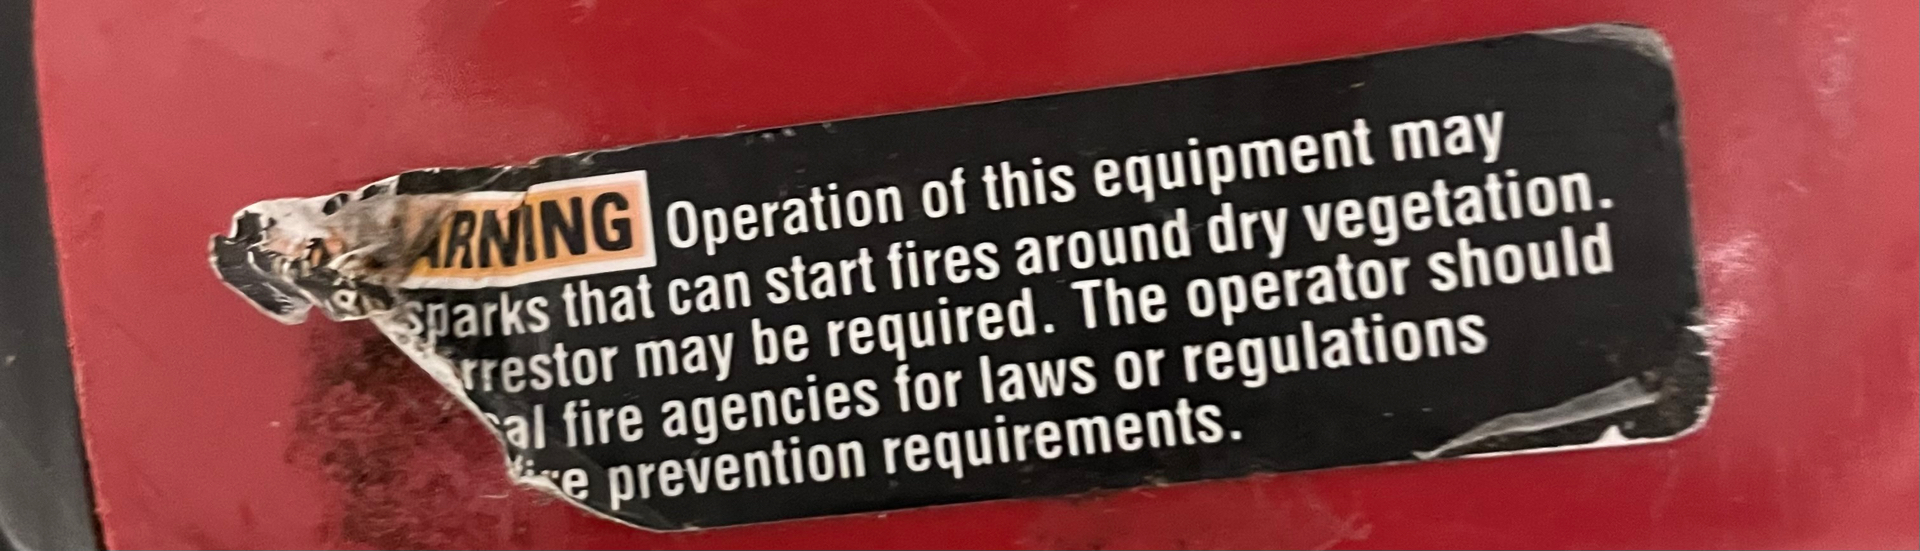 ARNING Operation of this equipment may
sparks that can start fires around dry vegetation.
rrestor may be required. The operator should
al fire agencies for laws or regulations
fire prevention requirements.